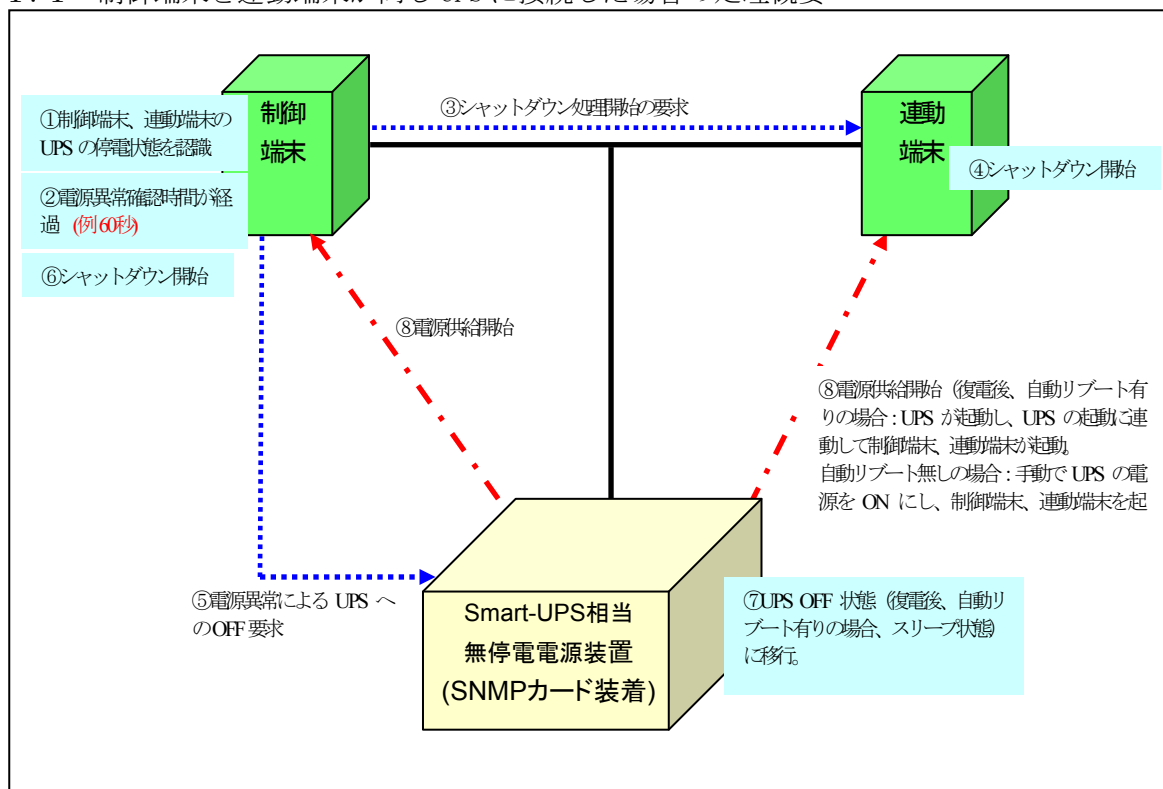 制御
端末
連動
端末
①制御端末、連動端末の
UPS の停電状態を認識
②電源異常確認時間が経
過 (例60秒)
③シャットダウン処理開始の要求
④シャットダウン開始
⑥シャットダウン開始
⑧電源供給開始
⑧電源供給開始（復電後、自動リブート有
りの場合：UPS が起動し、UPS の起動に連
動して制御端末、連動端末が起動。
自動リブート無しの場合：手動で UPS の電
源を ON にし、制御端末、連動端末を起
⑤電源異常による UPS へ
の OFF 要求
Smart-UPS相当
無停電電源装置
(SNMPカード装着)
⑦UPS OFF 状態（復電後、自動リ
ブート有りの場合、スリープ状態）
に移行。